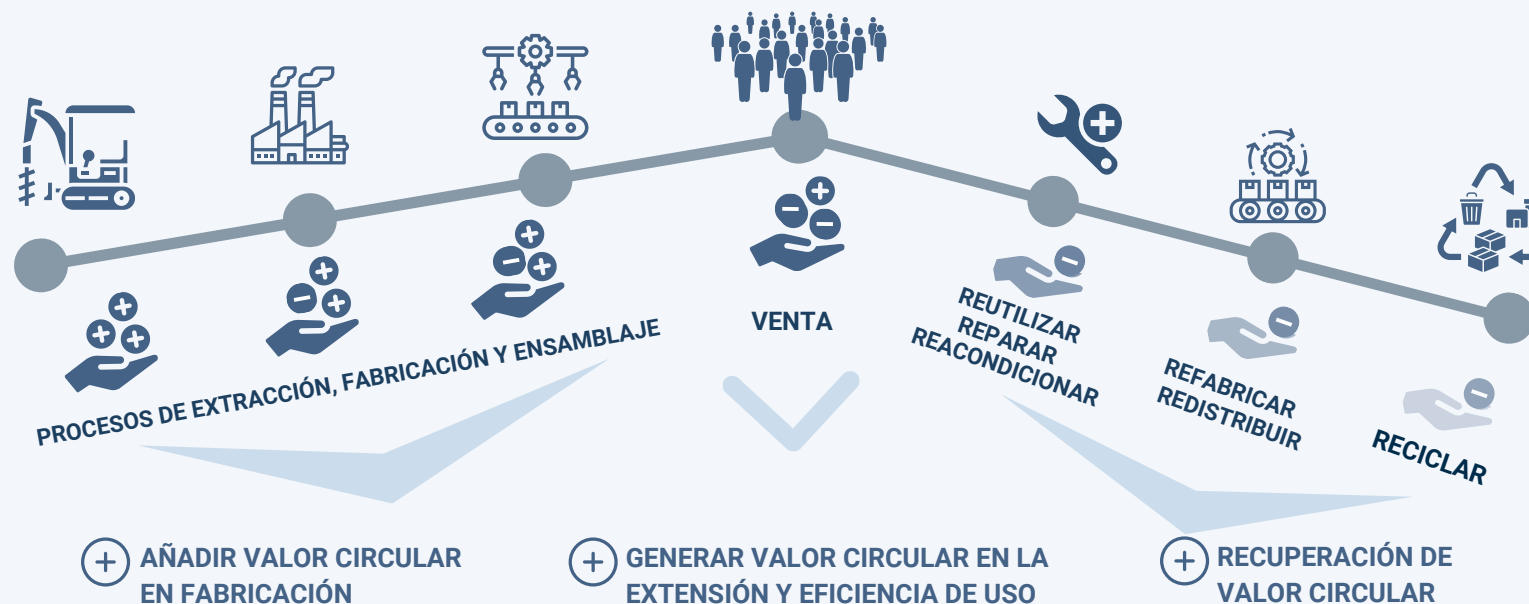 PROCESOS DE EXTRACCIÓN, FABRICACIÓN Y ENSAMBLAJE
VENTA
REUTILIZAR
REPARAR
REACONDICIONAR
REFABRICAR
REDISTRIBUIR
RECICLAR
AÑADIR VALOR CIRCULAR
EN FABRICACIÓN
GENERAR VALOR CIRCULAR EN LA
EXTENSIÓN Y EFICIENCIA DE USO
RECUPERACIÓN DE
VALOR CIRCULAR